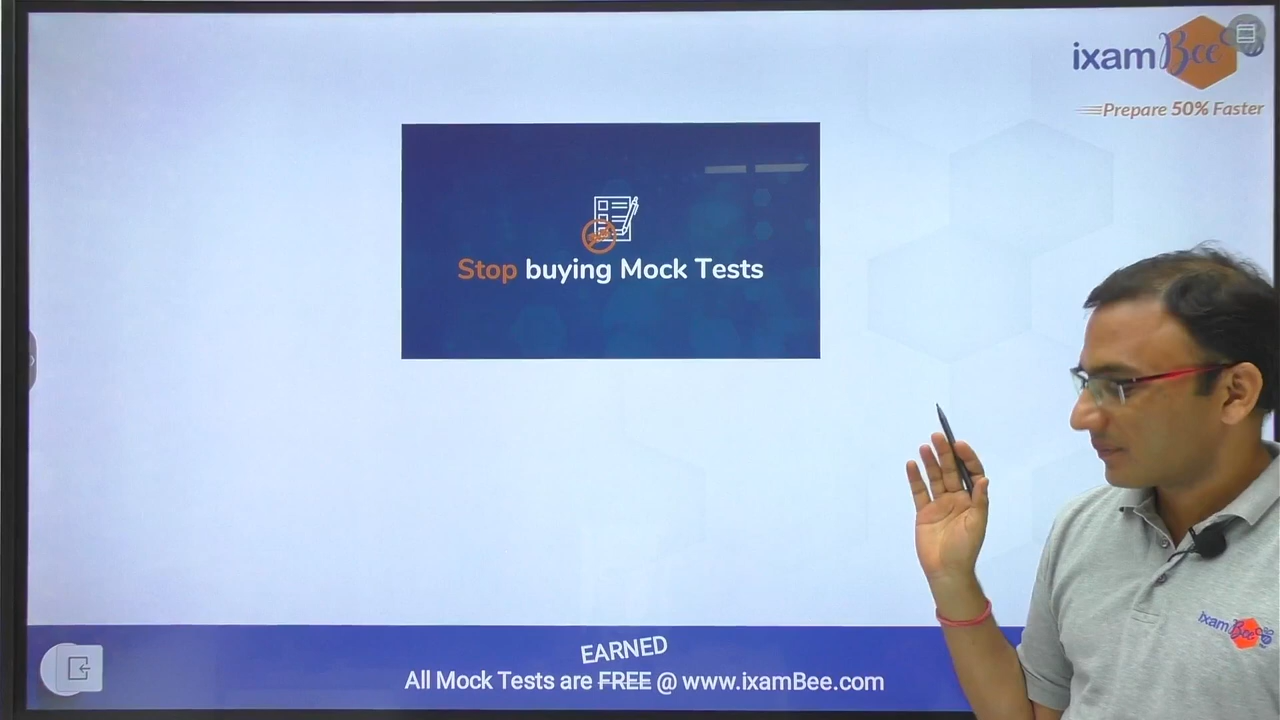 ixamBee
Prepare 50% Faster
Stop buying Mock Tests
EARNED
All Mock Tests are FREE @ www.ixamBee.com
ixamBee